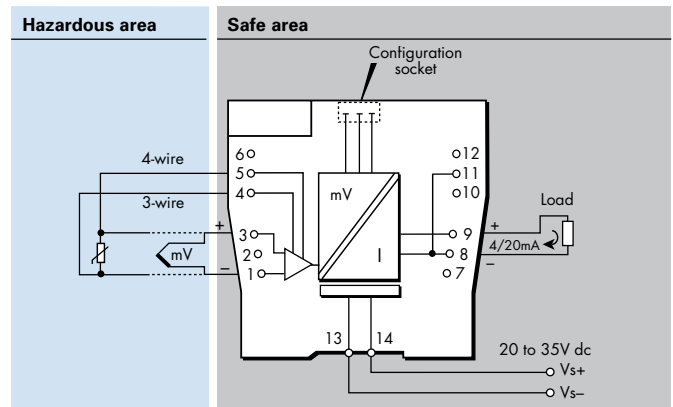 Hazardous area
Safe area
Configuration
socket
4-wire
3-wire
+
mV
–
6
5
4
3
2
1
mV
I
12
11
10
9
8
7
Load
+
4/20mA
–
13
14
20 to 35V dc
Vs+
Vs–